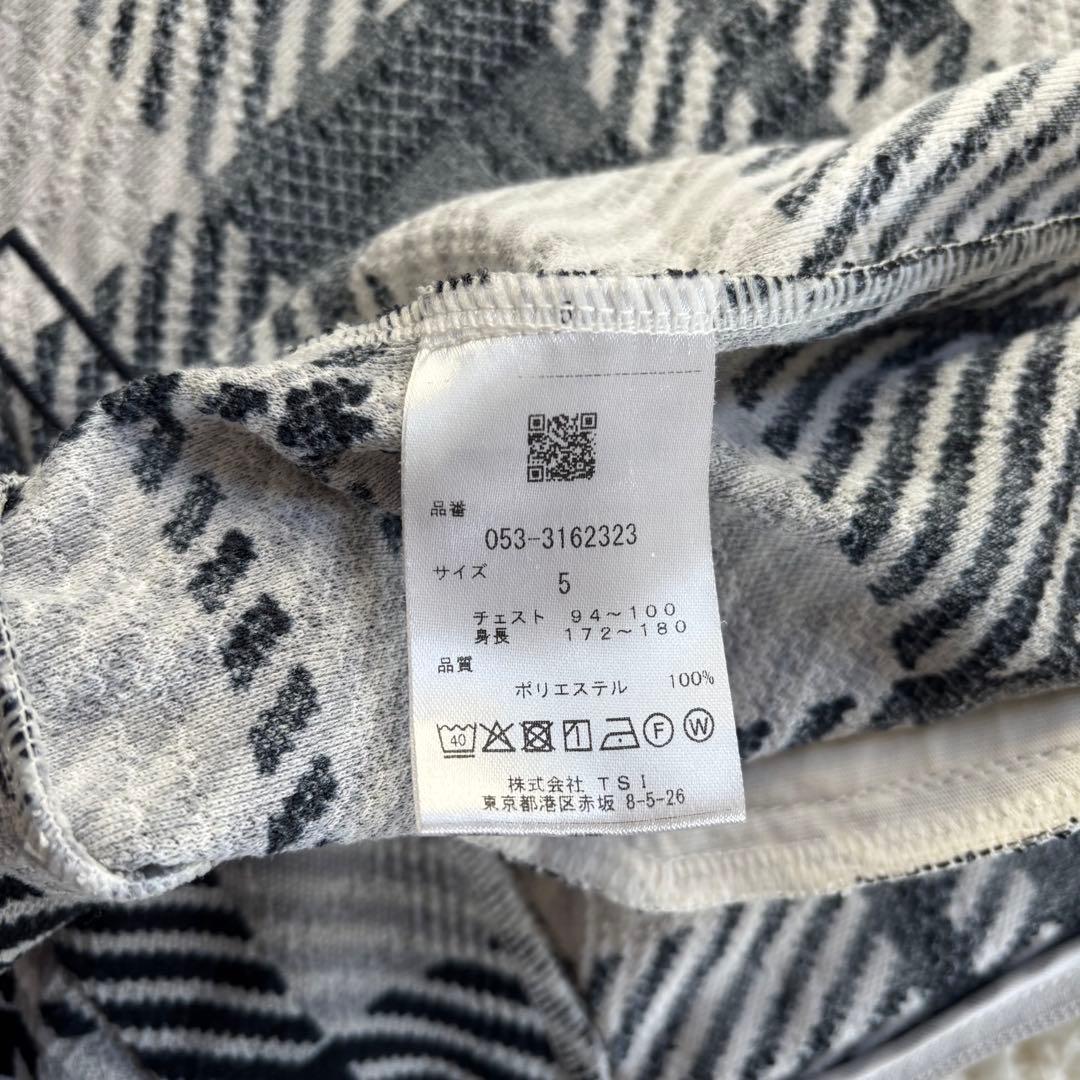 品番
053-3162323
サイズ
5
チェスト 94～100
身長 172～180
品質
ポリエステル 100%
40 F W
株式会社 TSI
東京都港区赤坂 8-5-26